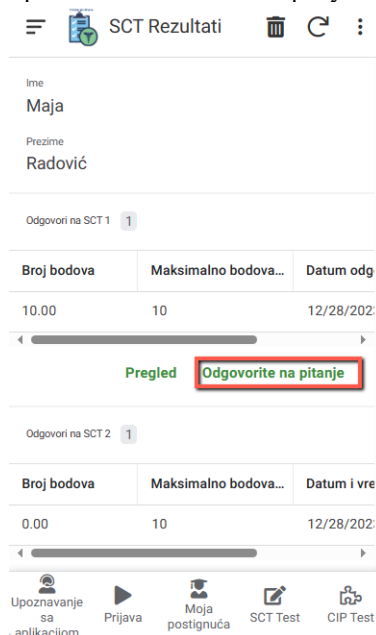 SCT Rezultati
Ime
Maja
Prezime
Radović
Odgovori na SCT 1 1
Broj bodova Maksimalno bodova... Datum odg
10.00 10 12/28/202
Pregled Odgovorite na pitanje
Odgovori na SCT 2 1
Broj bodova Maksimalno bodova... Datum i vre
0.00 10 12/28/202
Upoznavanje
sa
aplikacijom
Prijava
Moja
postignuća
SCT Test
CIP Test